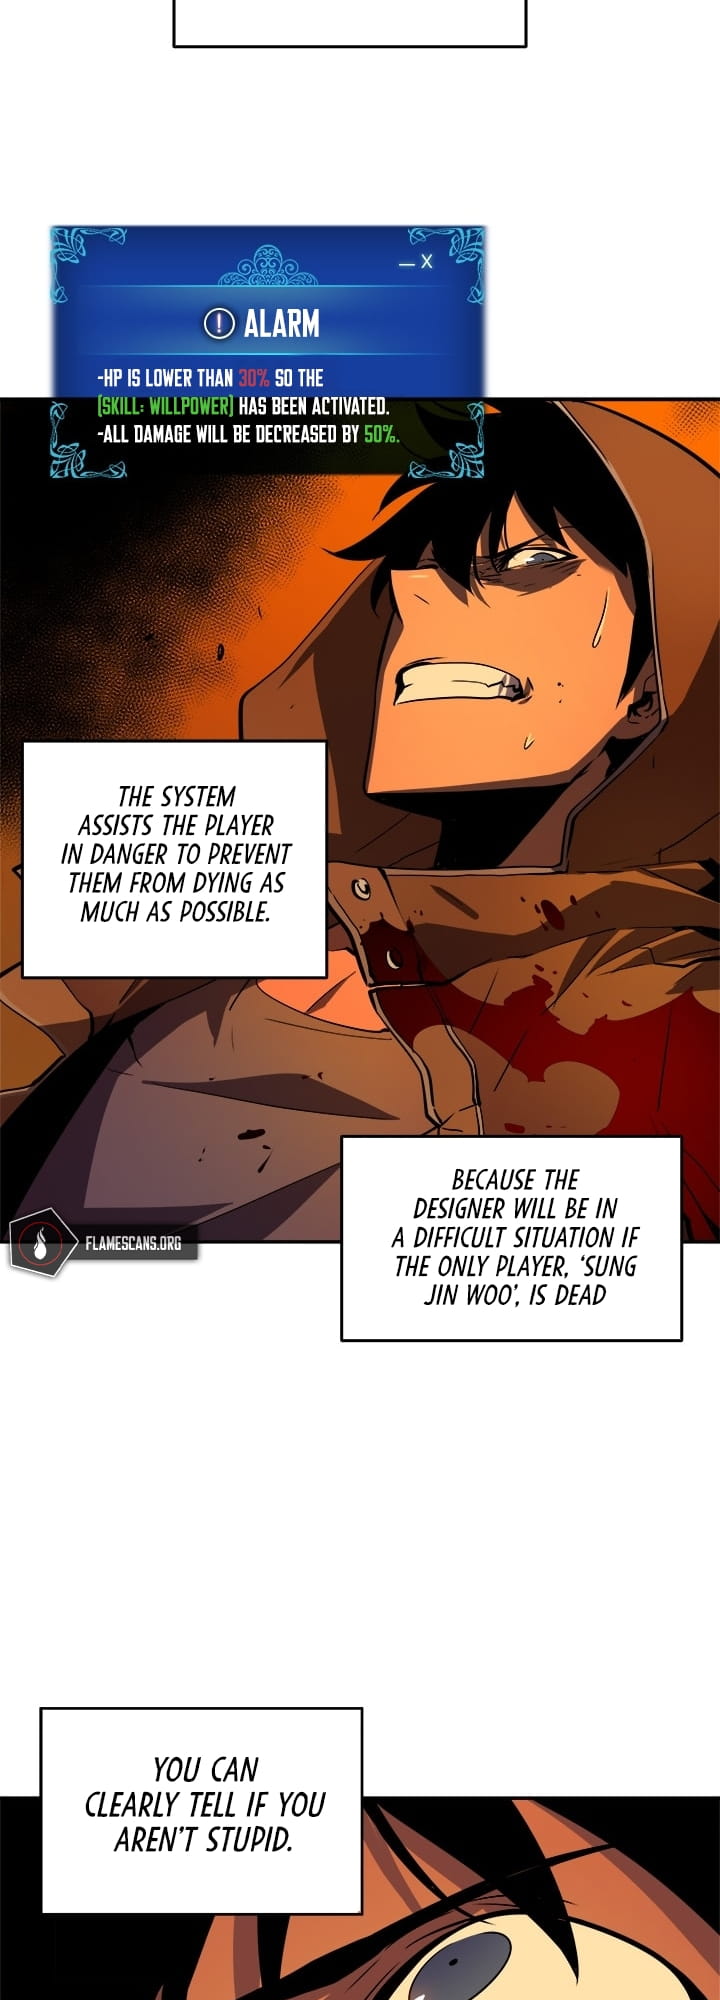 — X
! ALARM
-HP IS LOWER THAN 30% SO THE
[SKILL: WILLPOWER] HAS BEEN ACTIVATED.
-ALL DAMAGE WILL BE DECREASED BY 50%.
THE SYSTEM
ASSISTS THE PLAYER
IN DANGER TO PREVENT
THEM FROM DYING AS
MUCH AS POSSIBLE.
BECAUSE THE
DESIGNER WILL BE IN
A DIFFICULT SITUATION IF
THE ONLY PLAYER, 'SUNG
JIN WOO', IS DEAD
FLAMESCANS.ORG
YOU CAN
CLEARLY TELL IF YOU
AREN'T STUPID.